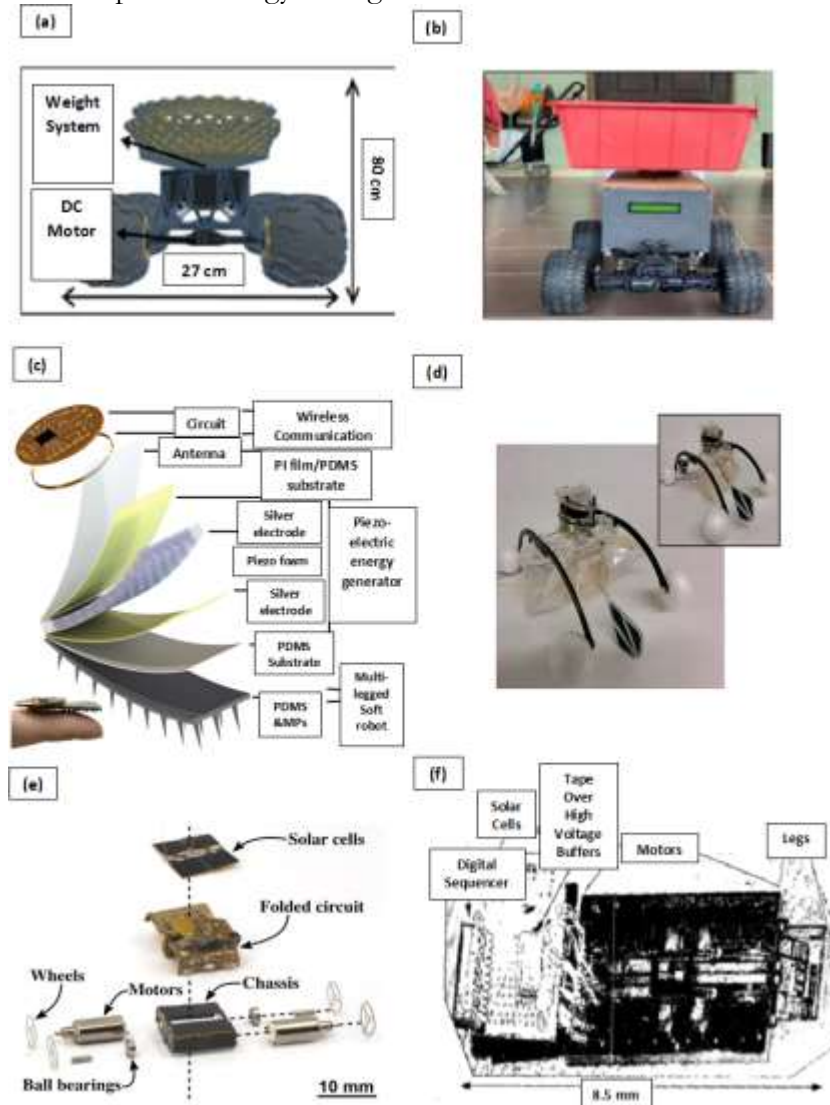 (a)
Weight
System
DC
Motor
80 cm
27 cm
(b)
(c)
Circuit
Antenna
Wireless
Communication
PI film/PDMS
substrate
Silver
electrode
Piezo foam
Silver
electrode
Piezo-
electric
energy
generator
PDMS
Substrate
PDMS
&MPs
Multi-
legged
Soft
robot
(d)
(e)
Solar cells
Folded circuit
Wheels
Motors
Chassis
Ball bearings
10 mm
(f)
Solar
Cells
Tape
Over
High
Voltage
Buffers
Digital
Sequencer
Motors
Legs
8.5 mm